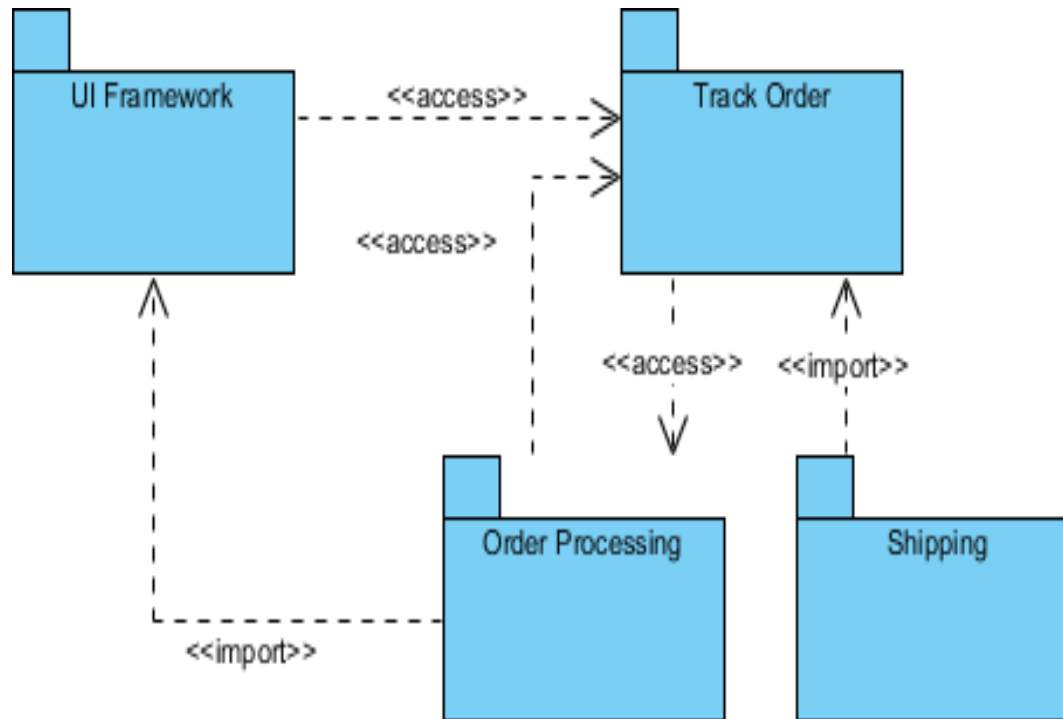 UI Framework
<<access>>
Track Order
<<access>>
<<access>>
<<import>>
Order Processing
Shipping
<<import>>